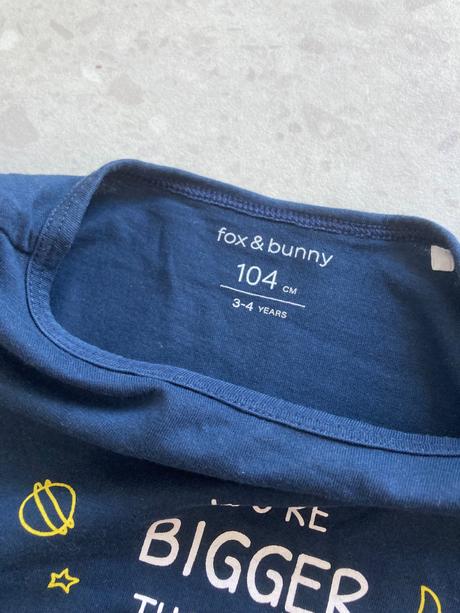 fox & bunny
104 CM
3-4 YEARS
BIGGER